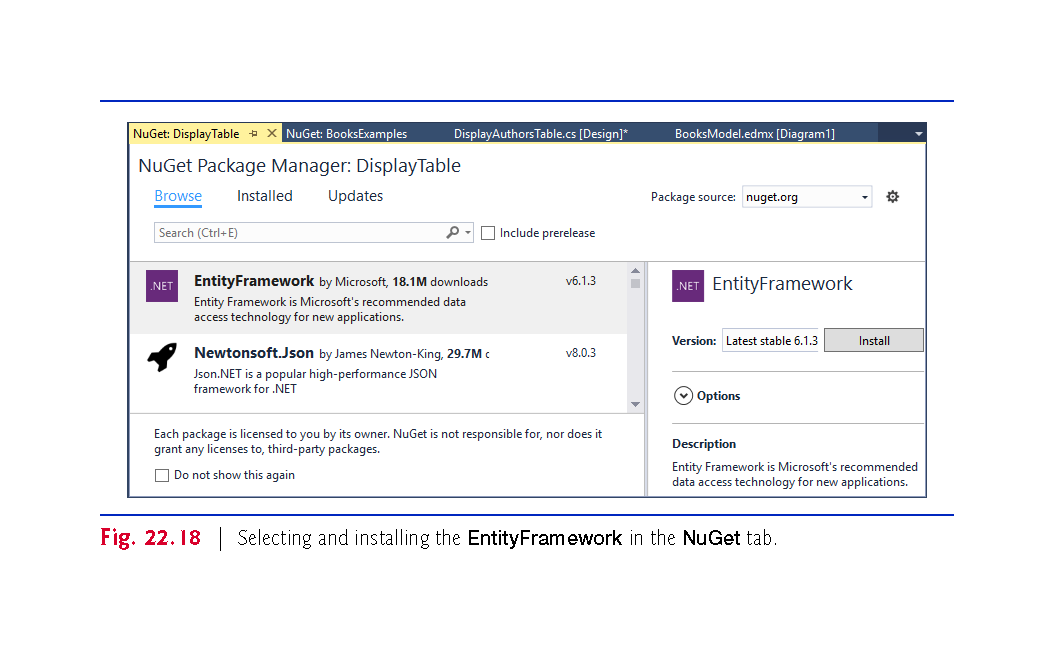 NuGet: DisplayTable NuGet: BooksExamples DisplayAuthorsTable.cs [Design]* BooksModel.edmx [Diagram1]
NuGet Package Manager: DisplayTable
Browse Installed Updates
Package source: nuget.org
Search (Ctrl+E)
Include prerelease
.NET
EntityFramework by Microsoft, 18.1M downloads v6.1.3
Entity Framework is Microsoft's recommended data
access technology for new applications.
Newtonsoft.Json by James Newton-King, 29.7M d v8.0.3
Json.NET is a popular high-performance JSON
framework for .NET
Each package is licensed to you by its owner. NuGet is not responsible for, nor does it
grant any licenses to, third-party packages.
Do not show this again
.NET EntityFramework
Version: Latest stable 6.1.3 Install
Options
Description
Entity Framework is Microsoft's recommended
data access technology for new applications.
Fig. 22.18 | Selecting and installing the EntityFramework in the NuGet tab.